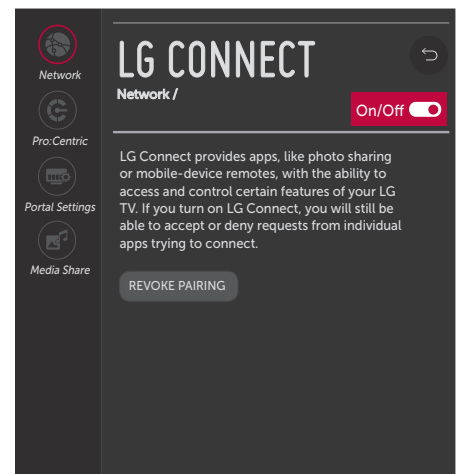 Network
Pro:Centric
Portal Settings
Media Share
LG CONNECT
Network /
On/Off
LG Connect provides apps, like photo sharing
or mobile-device remotes, with the ability to
access and control certain features of your LG
TV. If you turn on LG Connect, you will still be
able to accept or deny requests from individual
apps trying to connect.
REVOKE PAIRING